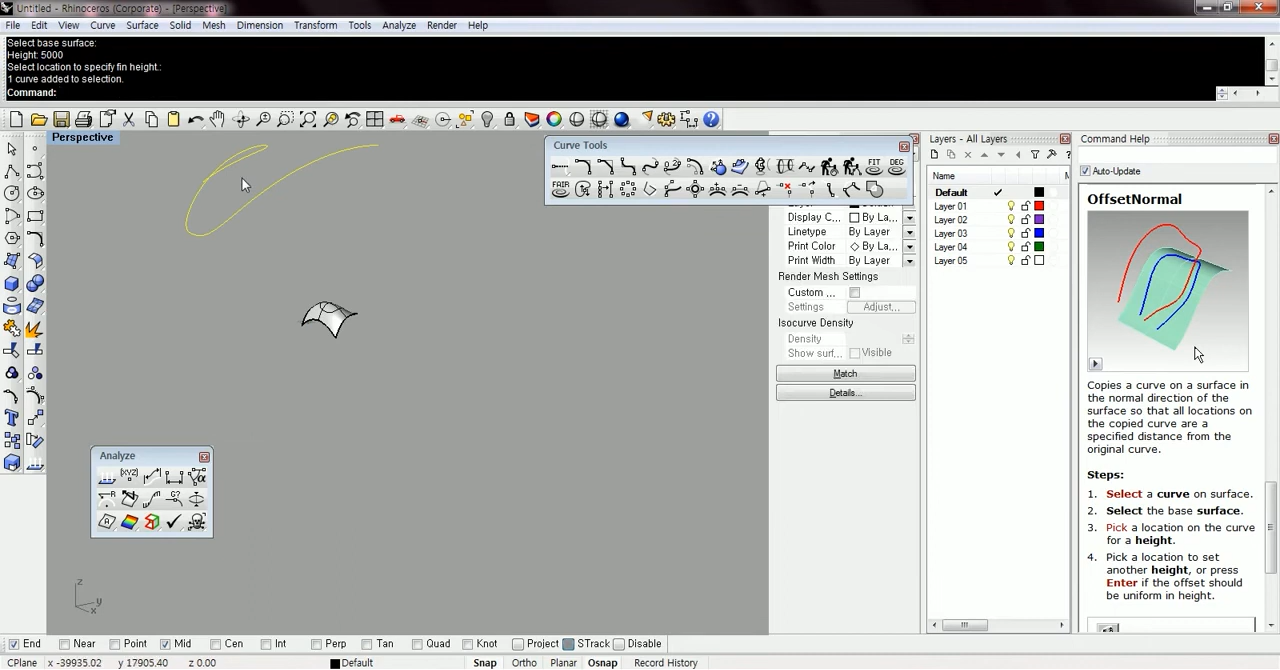 Untitled - Rhinoceros (Corporate) - [Perspective]
File Edit View Curve Surface Solid Mesh Dimension Transform Tools Analyze Render Help
Select base surface:
Height: 5000
Select location to specify fin height.:
1 curve added to selection.
Command:
Perspective
Curve Tools
FIT DEG
FAIR
Display C... By La...
Linetype By Layer
Print Color By La...
Print Width By Layer
Render Mesh Settings
Custom ...
Settings Adjust...
Isocurve Density
Density
Show surf... Visible
Match
Details...
Layers - All Layers
Name M
Default
Layer 01
Layer 02
Layer 03
Layer 04
Layer 05
Command Help
Auto-Update
OffsetNormal
Copies a curve on a surface in
the normal direction of the
surface so that all locations on
the copied curve are a
specified distance from the
original curve.
Steps:
1. Select a curve on surface.
2. Select the base surface.
3. Pick a location on the curve
for a height.
4. Pick a location to set
another height, or press
Enter if the offset should
be uniform in height.
Analyze
z
y
x
End Near Point Mid Cen Int Perp Tan Quad Knot Project STrack Disable
CPlane x -39935.02 y 17905.40 z 0.00 Default Snap Ortho Planar Osnap Record History